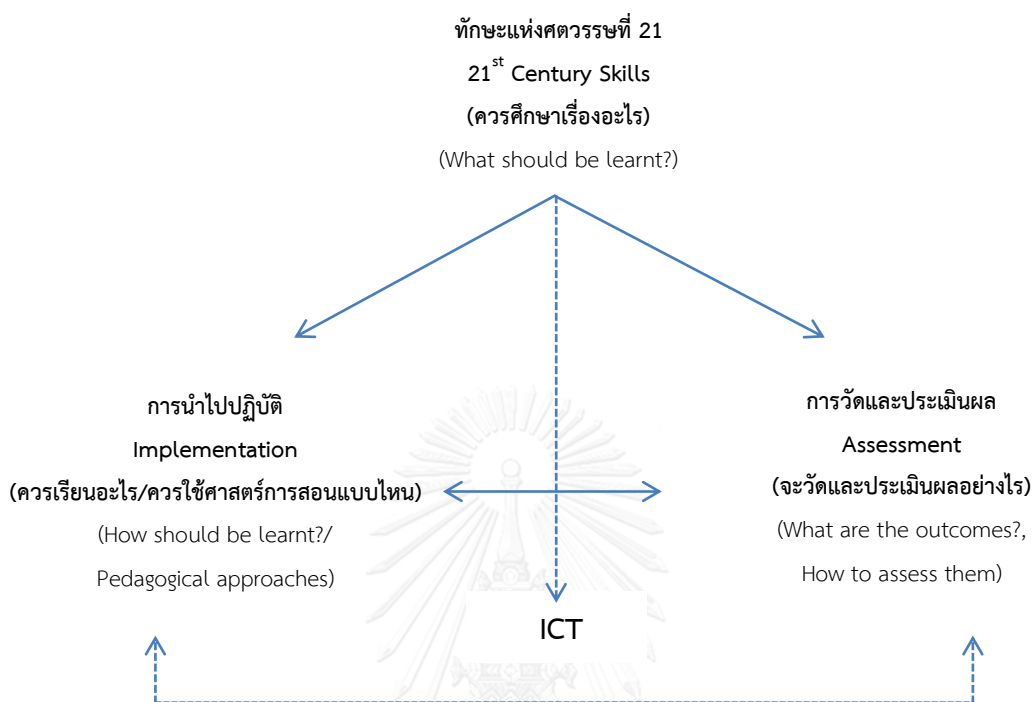 ทักษะแห่งศตวรรษที่ 21
21st Century Skills
(ควรศึกษาเรื่องอะไร)
(What should be learnt?)
การนำไปปฏิบัติ
Implementation
(ควรเรียนอะไร/ควรใช้ศาสตร์การสอนแบบไหน)
(How should be learnt?/
Pedagogical approaches)
การวัดและประเมินผล
Assessment
(จะวัดและประเมินผลอย่างไร)
(What are the outcomes?,
How to assess them)
ICT